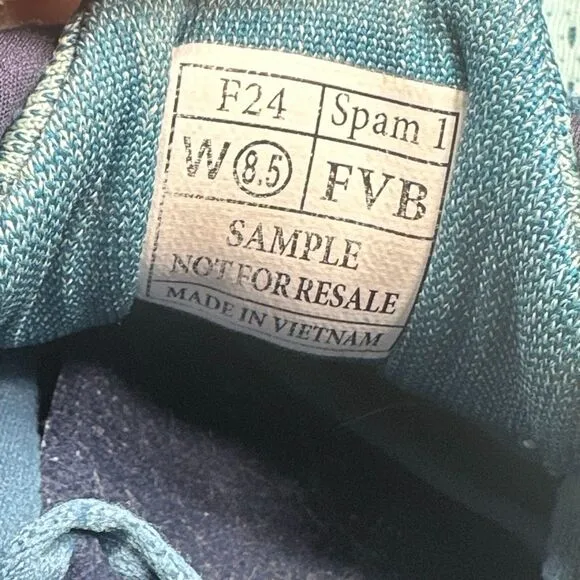 F24 Spam 1
W 8.5 FVB
SAMPLE
NOT FOR RESALE
MADE IN VIETNAM